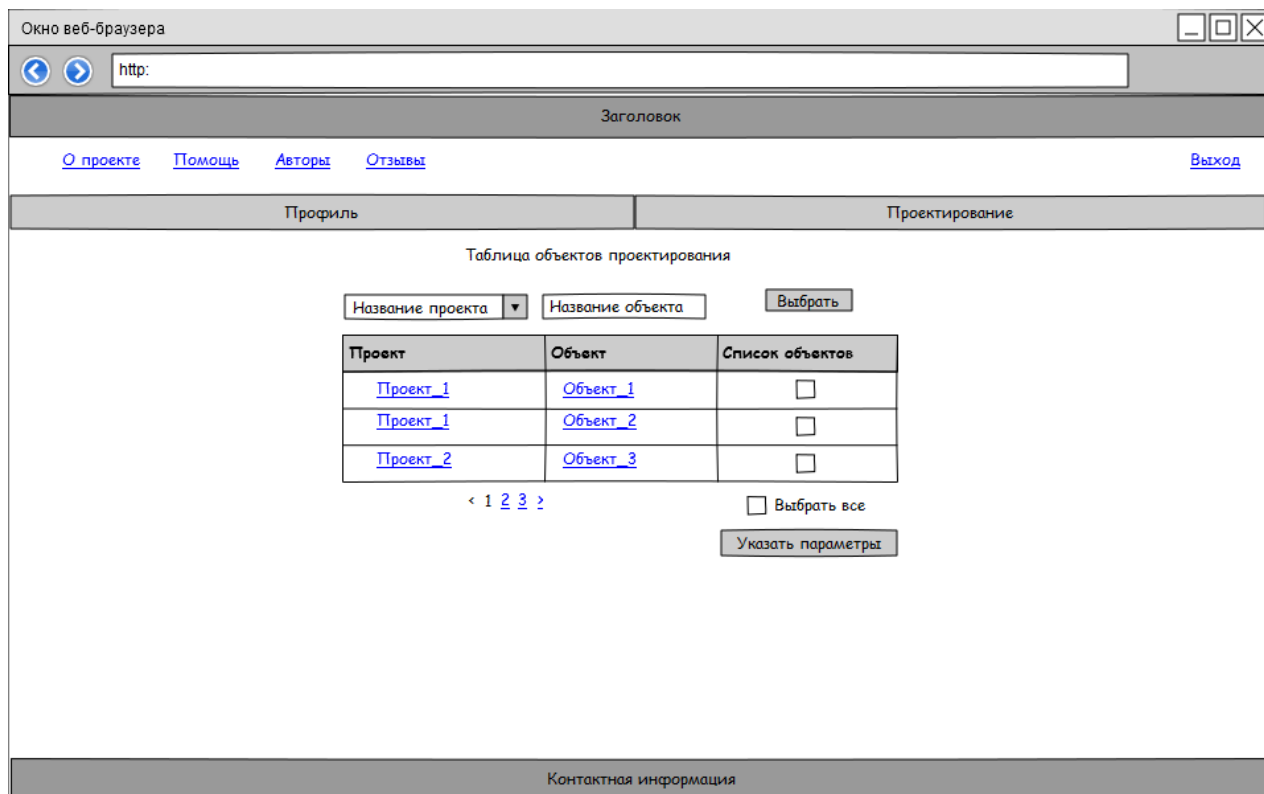 Окно веб-браузера
http:
Заголовок
О проекте Помощь Авторы Отзывы Выход
Профиль Проектирование
Таблица объектов проектирования
Название проекта Название объекта Выбрать
Проект Объект Список объектов
Проект_1 Объект_1
Проект_1 Объект_2
Проект_2 Объект_3
< 1 2 3 > Выбрать все
Указать параметры
Контактная информация